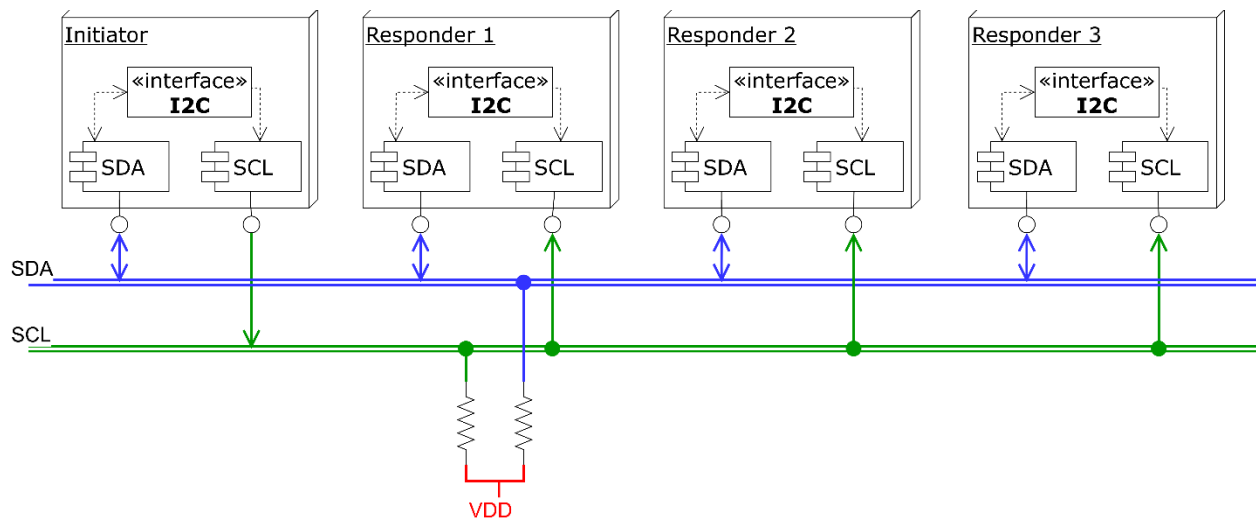 Initiator
«interface»
I2C
SDA
SCL
Responder 1
«interface»
I2C
SDA
SCL
Responder 2
«interface»
I2C
SDA
SCL
Responder 3
«interface»
I2C
SDA
SCL
SDA
SCL
VDD